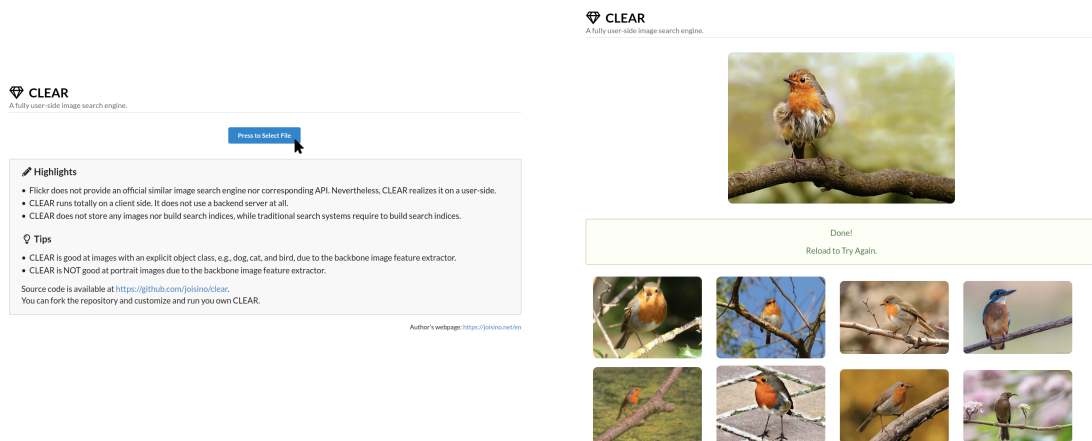 CLEAR
A fully user-side image search engine.
Press to Select File
Highlights
• Flickr does not provide an official similar image search engine nor corresponding API. Nevertheless, CLEAR realizes it on a user-side.
• CLEAR runs totally on a client side. It does not use a backend server at all.
• CLEAR does not store any images nor build search indices, while traditional search systems require to build search indices.
Tips
• CLEAR is good at images with an explicit object class, e.g., dog, cat, and bird, due to the backbone image feature extractor.
• CLEAR is NOT good at portrait images due to the backbone image feature extractor.
Source code is available at https://github.com/joisino/clear.
You can fork the repository and customize and run you own CLEAR.
Author's webpage: https://joisino.net/en
CLEAR
A fully user-side image search engine.
Done!
Reload to Try Again.